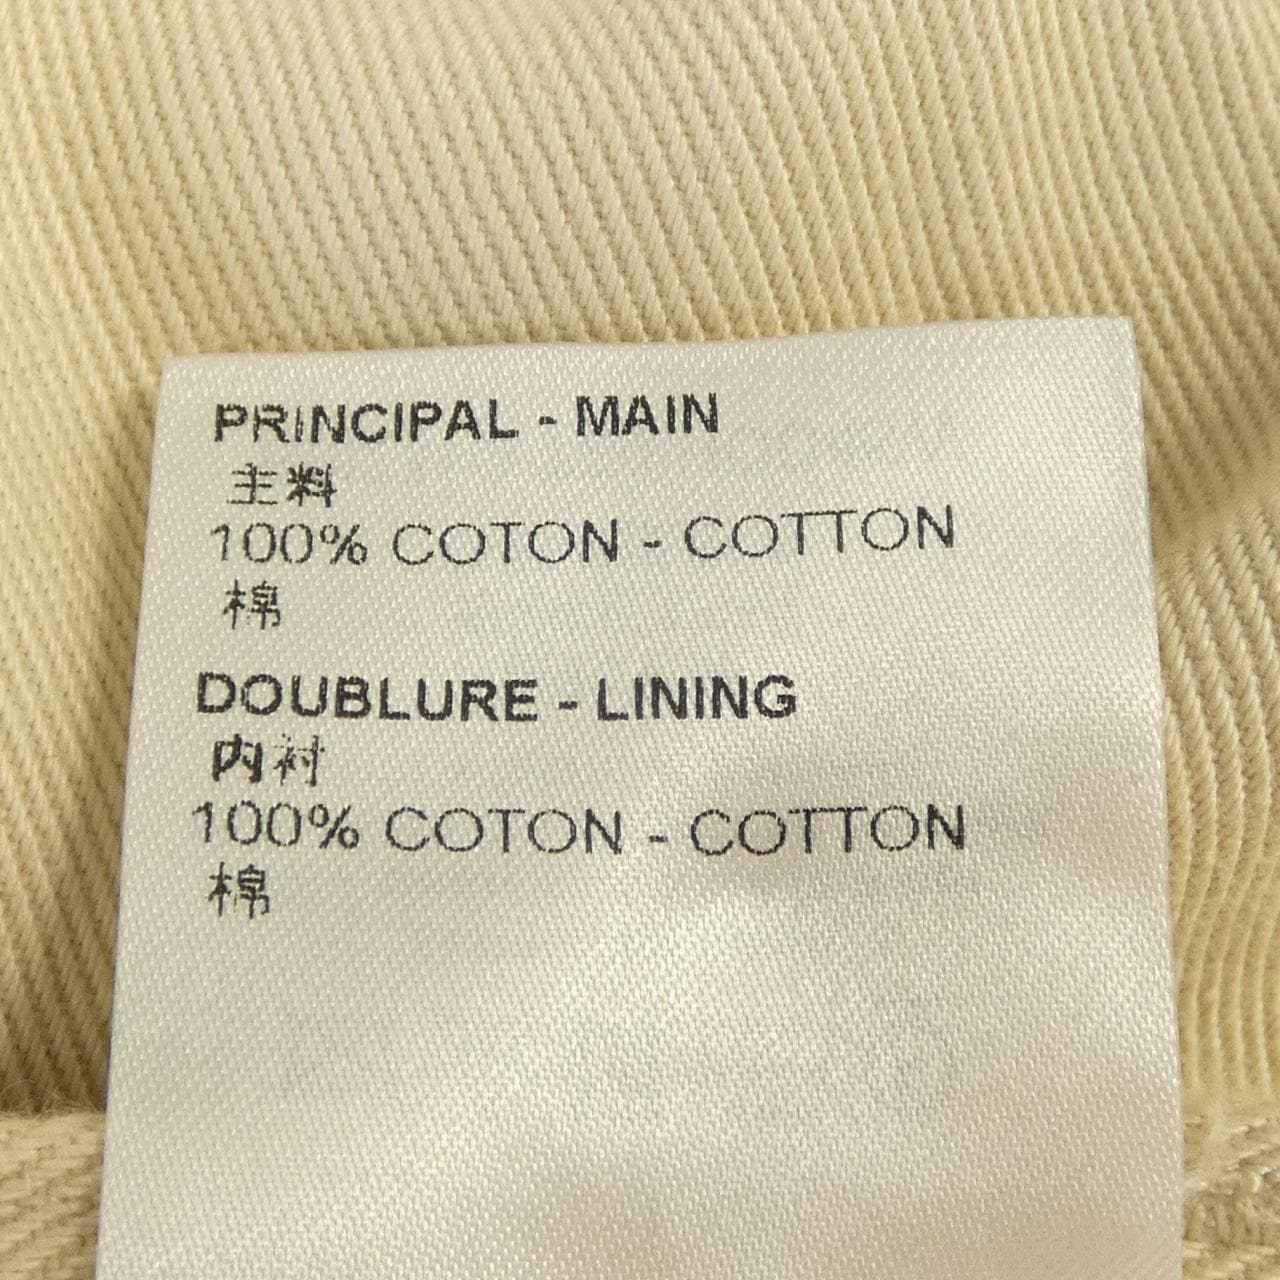 PRINCIPAL - MAIN
主料
100% COTON - COTTON
棉
DOUBLURE - LINING
内衬
100% COTON - COTTON
棉